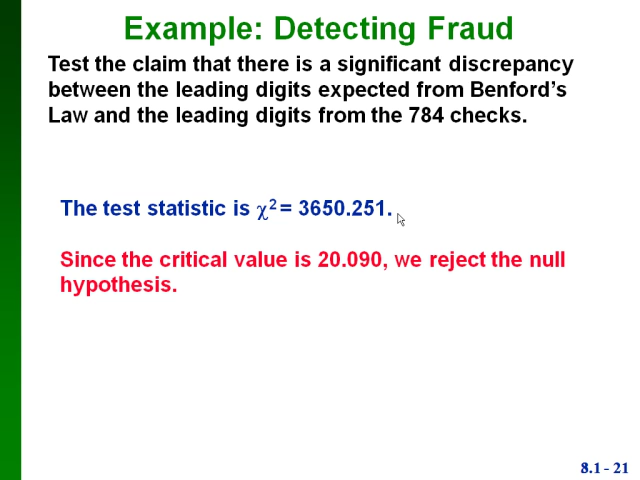 Example: Detecting Fraud
Test the claim that there is a significant discrepancy
between the leading digits expected from Benford's
Law and the leading digits from the 784 checks.
The test statistic is χ² = 3650.251.
Since the critical value is 20.090, we reject the null
hypothesis.
8.1 - 21